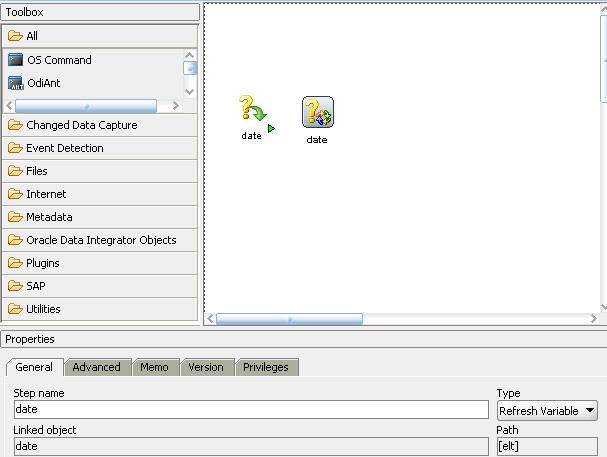 Toolbox
All
OS Command
OdiAnt
Changed Data Capture
Event Detection
Files
Internet
Metadata
Oracle Data Integrator Objects
Plugins
SAP
Utilities
date
date
Properties
General Advanced Memo Version Privileges
Step name Type
date Refresh Variable
Linked object Path
date [elt]